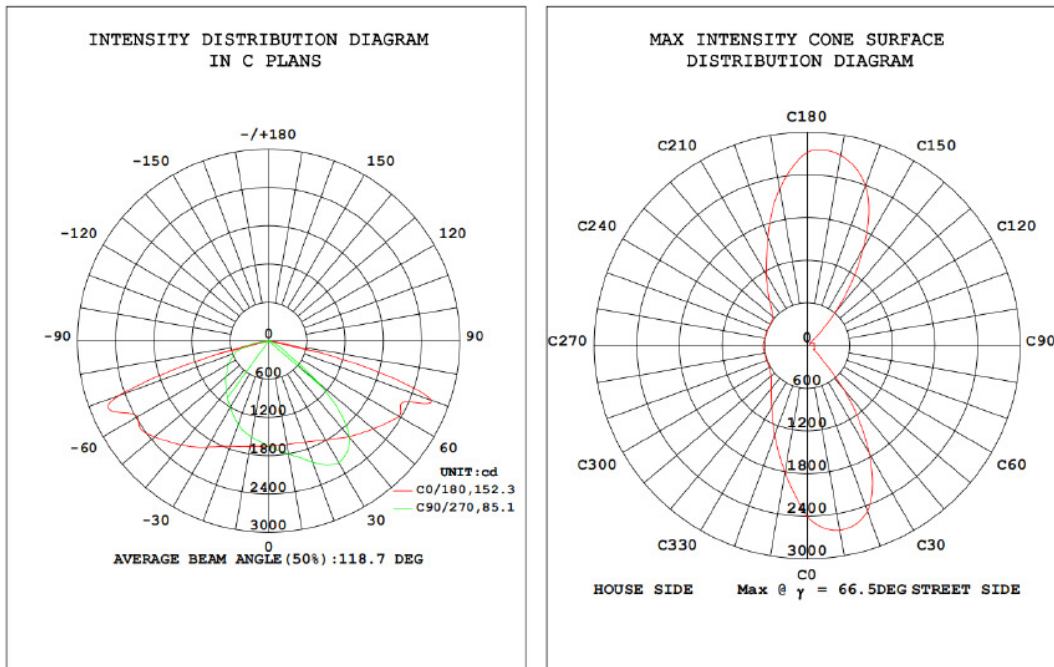 INTENSITY DISTRIBUTION DIAGRAM
IN C PLANS
-/+180
-150
150
-120
120
-90
0
90
600
-60
1200
60
1800
UNIT:cd
C0/180,152.3
2400
C90/270,85.1
-30
30
3000
0
AVERAGE BEAM ANGLE(50%):118.7 DEG
MAX INTENSITY CONE SURFACE
DISTRIBUTION DIAGRAM
C180
C210
C150
C240
C120
C270
0
C90
600
1200
C300
C60
1800
2400
C330
C30
3000
C0
HOUSE SIDE
Max @ γ = 66.5DEG
STREET SIDE